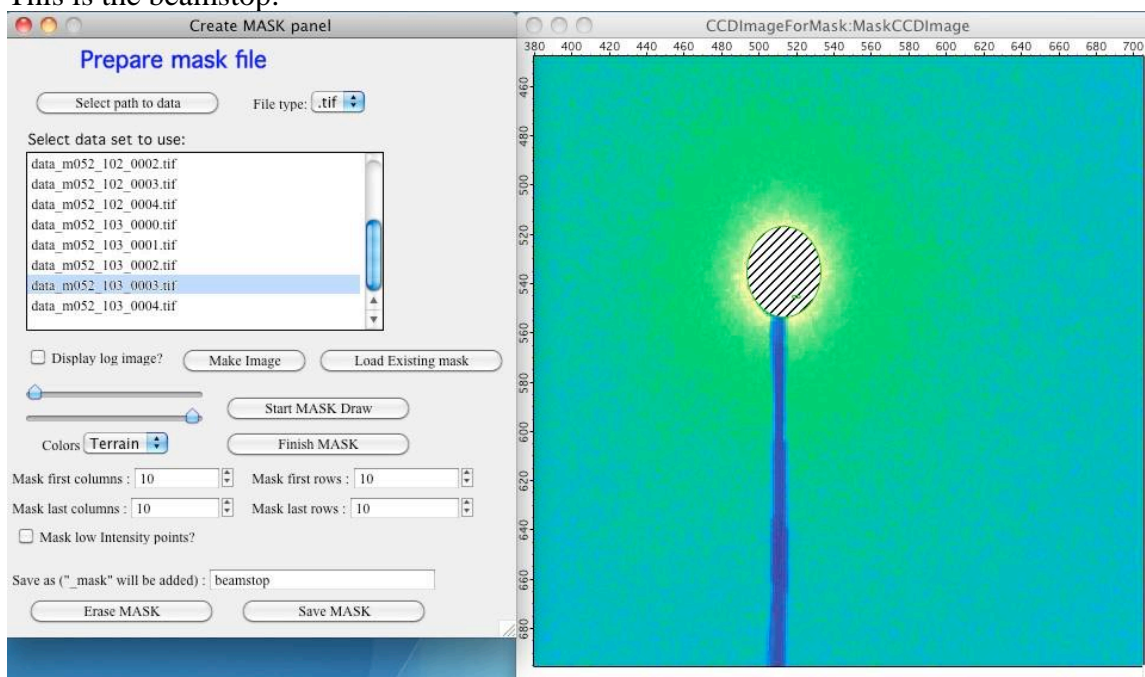 This is the beamstop.
Create MASK panel
Prepare mask file
Select path to data
File type: .tif
Select data set to use:
data_m052_102_0002.tif
data_m052_102_0003.tif
data_m052_102_0004.tif
data_m052_103_0000.tif
data_m052_103_0001.tif
data_m052_103_0002.tif
data_m052_103_0003.tif
data_m052_103_0004.tif
Display log image? Make Image Load Existing mask
Start MASK Draw
Colors Terrain Finish MASK
Mask first columns : 10 Mask first rows : 10
Mask last columns : 10 Mask last rows : 10
Mask low Intensity points?
Save as ("_mask" will be added) : beamstop
Erase MASK Save MASK
CCDImageForMask:MaskCCDImage
380 400 420 440 460 480 500 520 540 560 580 600 620 640 660 680 700
460
480
500
520
540
560
580
600
620
640
660
680